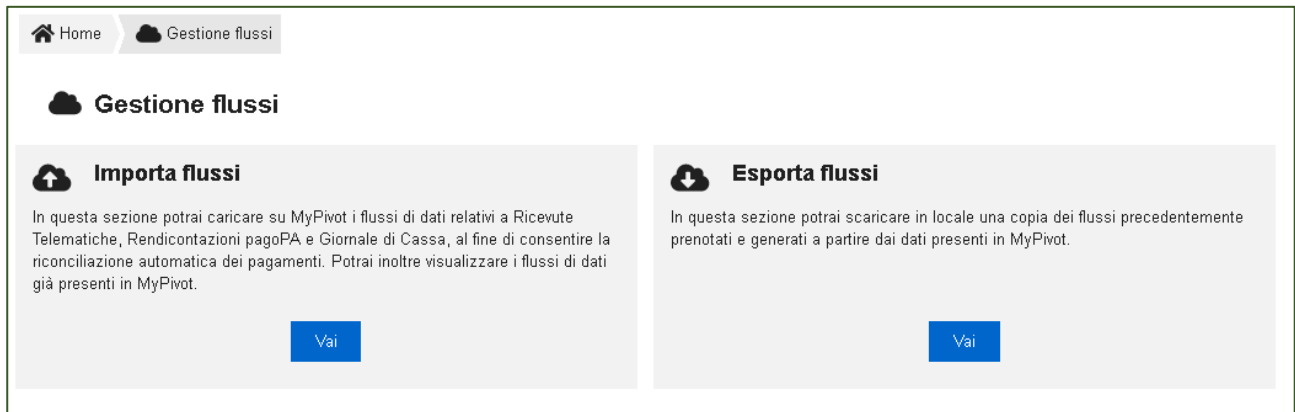 Home
Gestione flussi
Gestione flussi
Importa flussi
In questa sezione potrai caricare su MyPivot i flussi di dati relativi a Ricevute
Telematiche, Rendicontazioni pagoPA e Giornale di Cassa, al fine di consentire la
riconciliazione automatica dei pagamenti. Potrai inoltre visualizzare i flussi di dati
già presenti in MyPivot.
Vai
Esporta flussi
In questa sezione potrai scaricare in locale una copia dei flussi precedentemente
prenotati e generati a partire dai dati presenti in MyPivot.
Vai